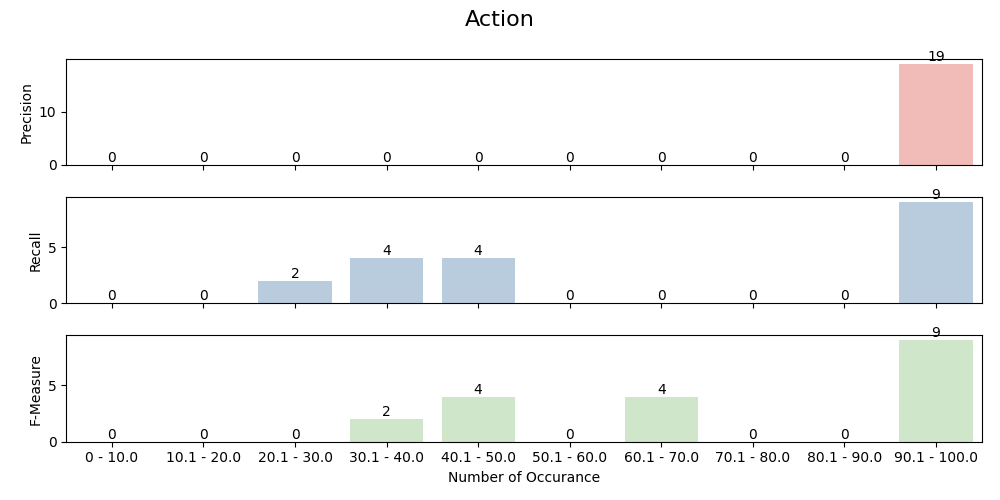 Action
Precision
10
0
0 0 0 0 0 0 0 0 0 19
Recall
5
0
0 0 2 4 4 0 0 0 0 9
F-Measure
5
0
0 0 0 2 4 0 4 0 0 9
0 - 10.0 10.1 - 20.0 20.1 - 30.0 30.1 - 40.0 40.1 - 50.0 50.1 - 60.0 60.1 - 70.0 70.1 - 80.0 80.1 - 90.0 90.1 - 100.0
Number of Occurance